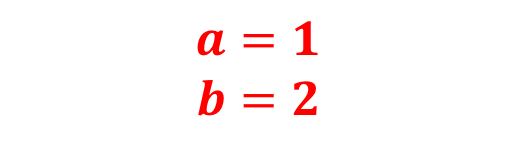 a = 1
b = 2